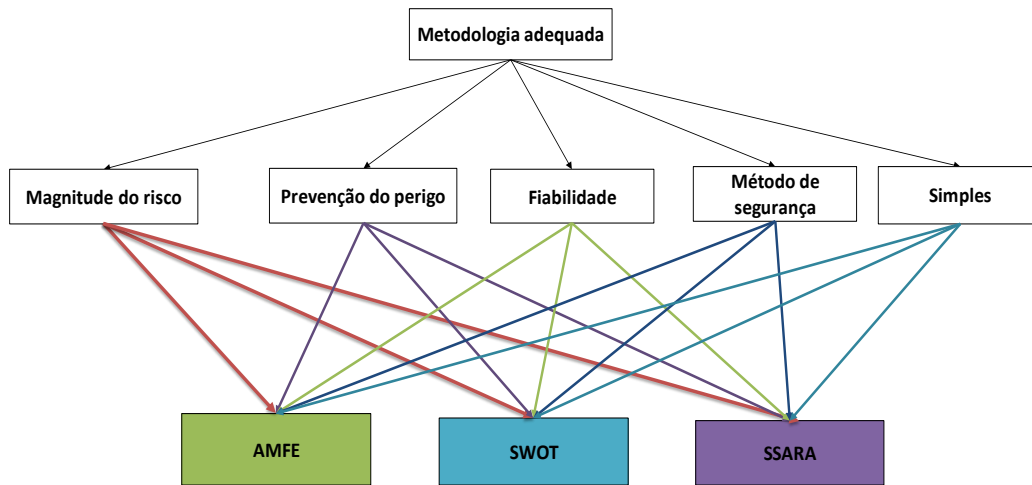 Metodologia adequada
Magnitude do risco
Prevenção do perigo
Fiabilidade
Método de
segurança
Simples
AMFE
SWOT
SSARA